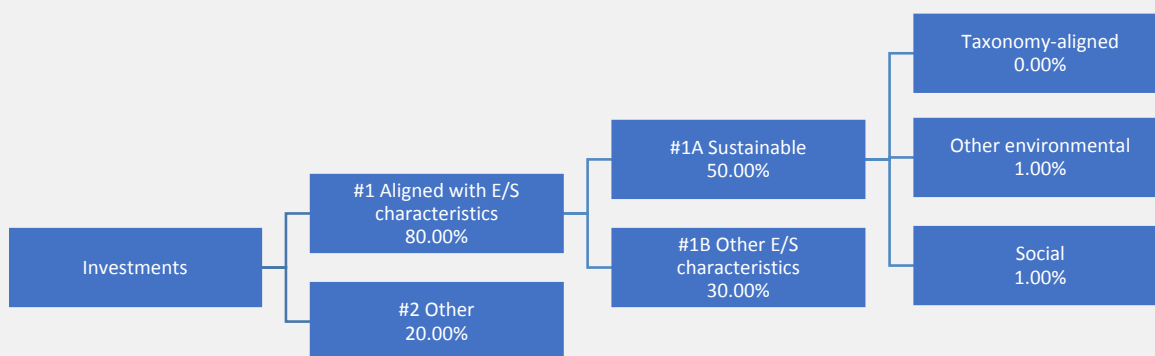 Investments
#1 Aligned with E/S
characteristics
80.00%
#2 Other
20.00%
#1A Sustainable
50.00%
#1B Other E/S
characteristics
30.00%
Taxonomy-aligned
0.00%
Other environmental
1.00%
Social
1.00%